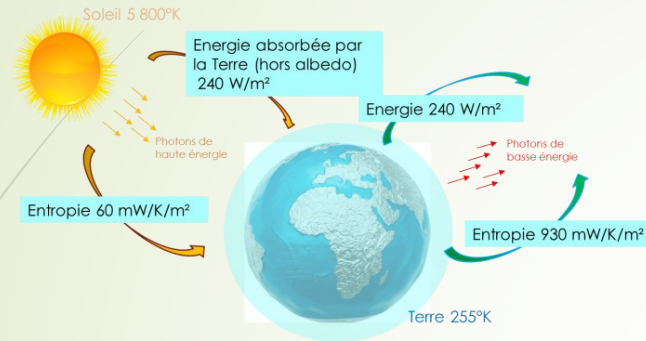 Soleil 5 800°K
Energie absorbée par
la Terre (hors albedo)
240 W/m²
Energie 240 W/m²
Photons de
haute énergie
Photons de
basse énergie
Entropie 60 mW/K/m²
Entropie 930 mW/K/m²
Terre 255°K